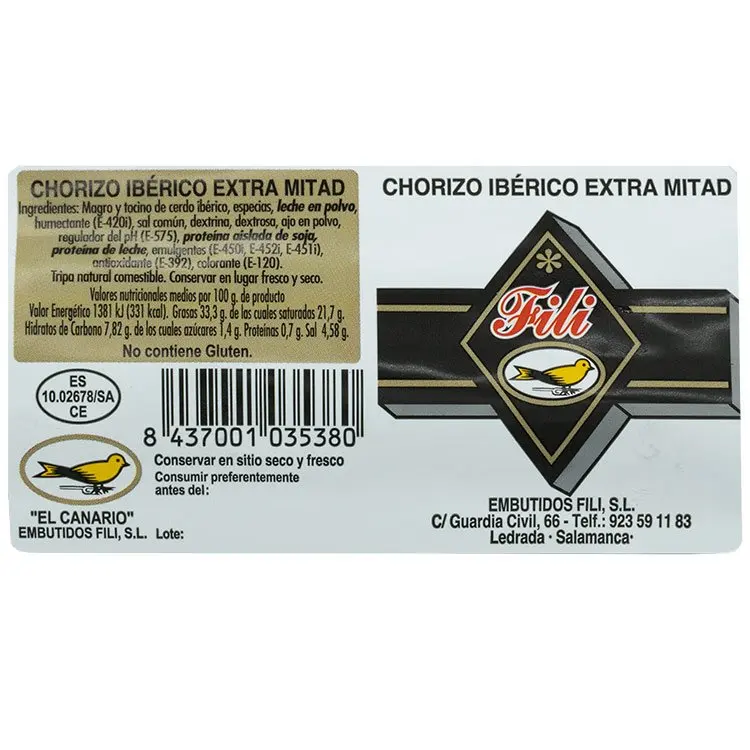 CHORIZO IBÉRICO EXTRA MITAD
Ingredientes: Magro y tocino de cerdo ibérico, especias, leche en polvo,
humectante (E-420i), sal común, dextrina, dextrosa, ajo en polvo,
regulador del pH (E-575), proteína aislada de soja,
proteína de leche, emulgentes (E-450i, E-452i, E-451i),
antioxidante (E-392), colorante (E-120).
Tripa natural comestible. Conservar en lugar fresco y seco.
Valores nutricionales medios por 100 g. de producto
Valor Energético 1381 kJ (331 kcal). Grasas 33,3 g. de las cuales saturadas 21,7 g.
Hidratos de Carbono 7,82 g. de los cuales azúcares 1,4 g. Proteínas 0,7 g. Sal 4,58 g.
No contiene Gluten.
ES
10.02678/SA
CE
8 437001 035380
Conservar en sitio seco y fresco
Consumir preferentemente
antes del:
"EL CANARIO"
EMBUTIDOS FILI, S.L. Lote:
CHORIZO IBÉRICO EXTRA MITAD
Fili
EMBUTIDOS FILI, S.L.
C/ Guardia Civil, 66 - Telf.: 923 59 11 83
Ledrada · Salamanca·